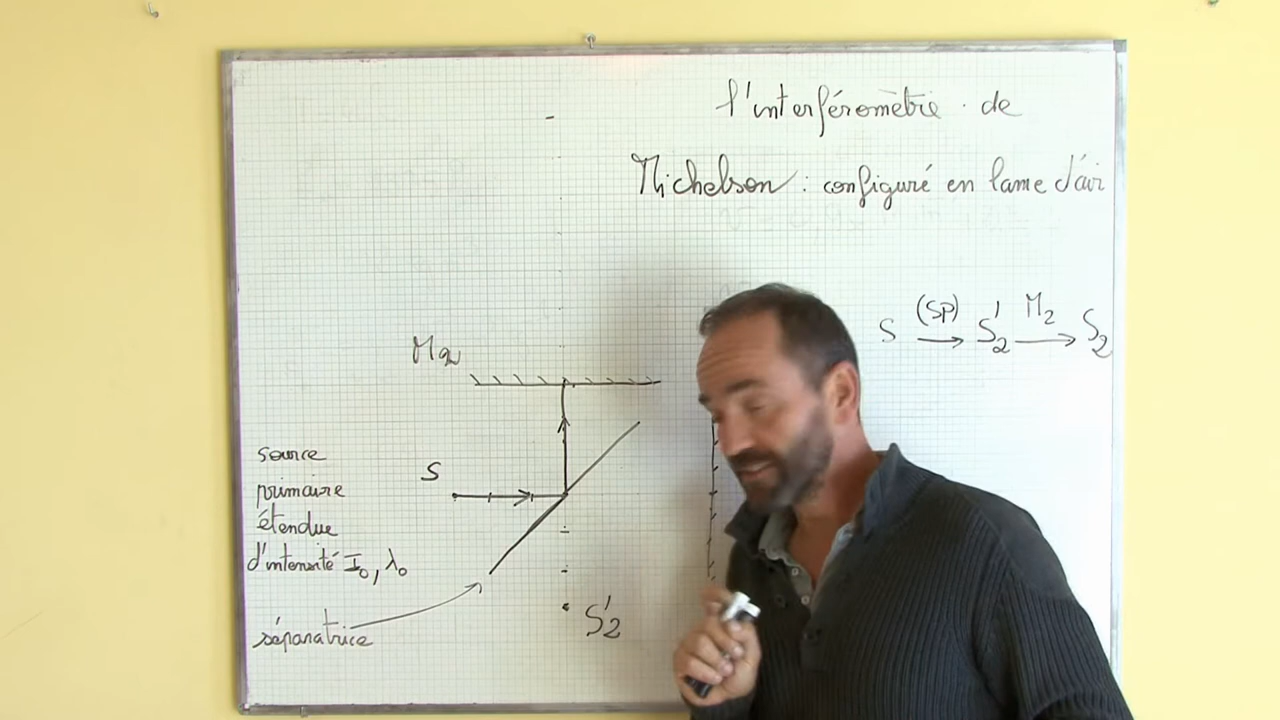 l'interféromètrie de
Michelson : configuré en lame d'air
S (SP) → S'2 M2 → S2
M2
S
source
primaire
étendue
d'intensité I0, λ0
séparatrice
S'2